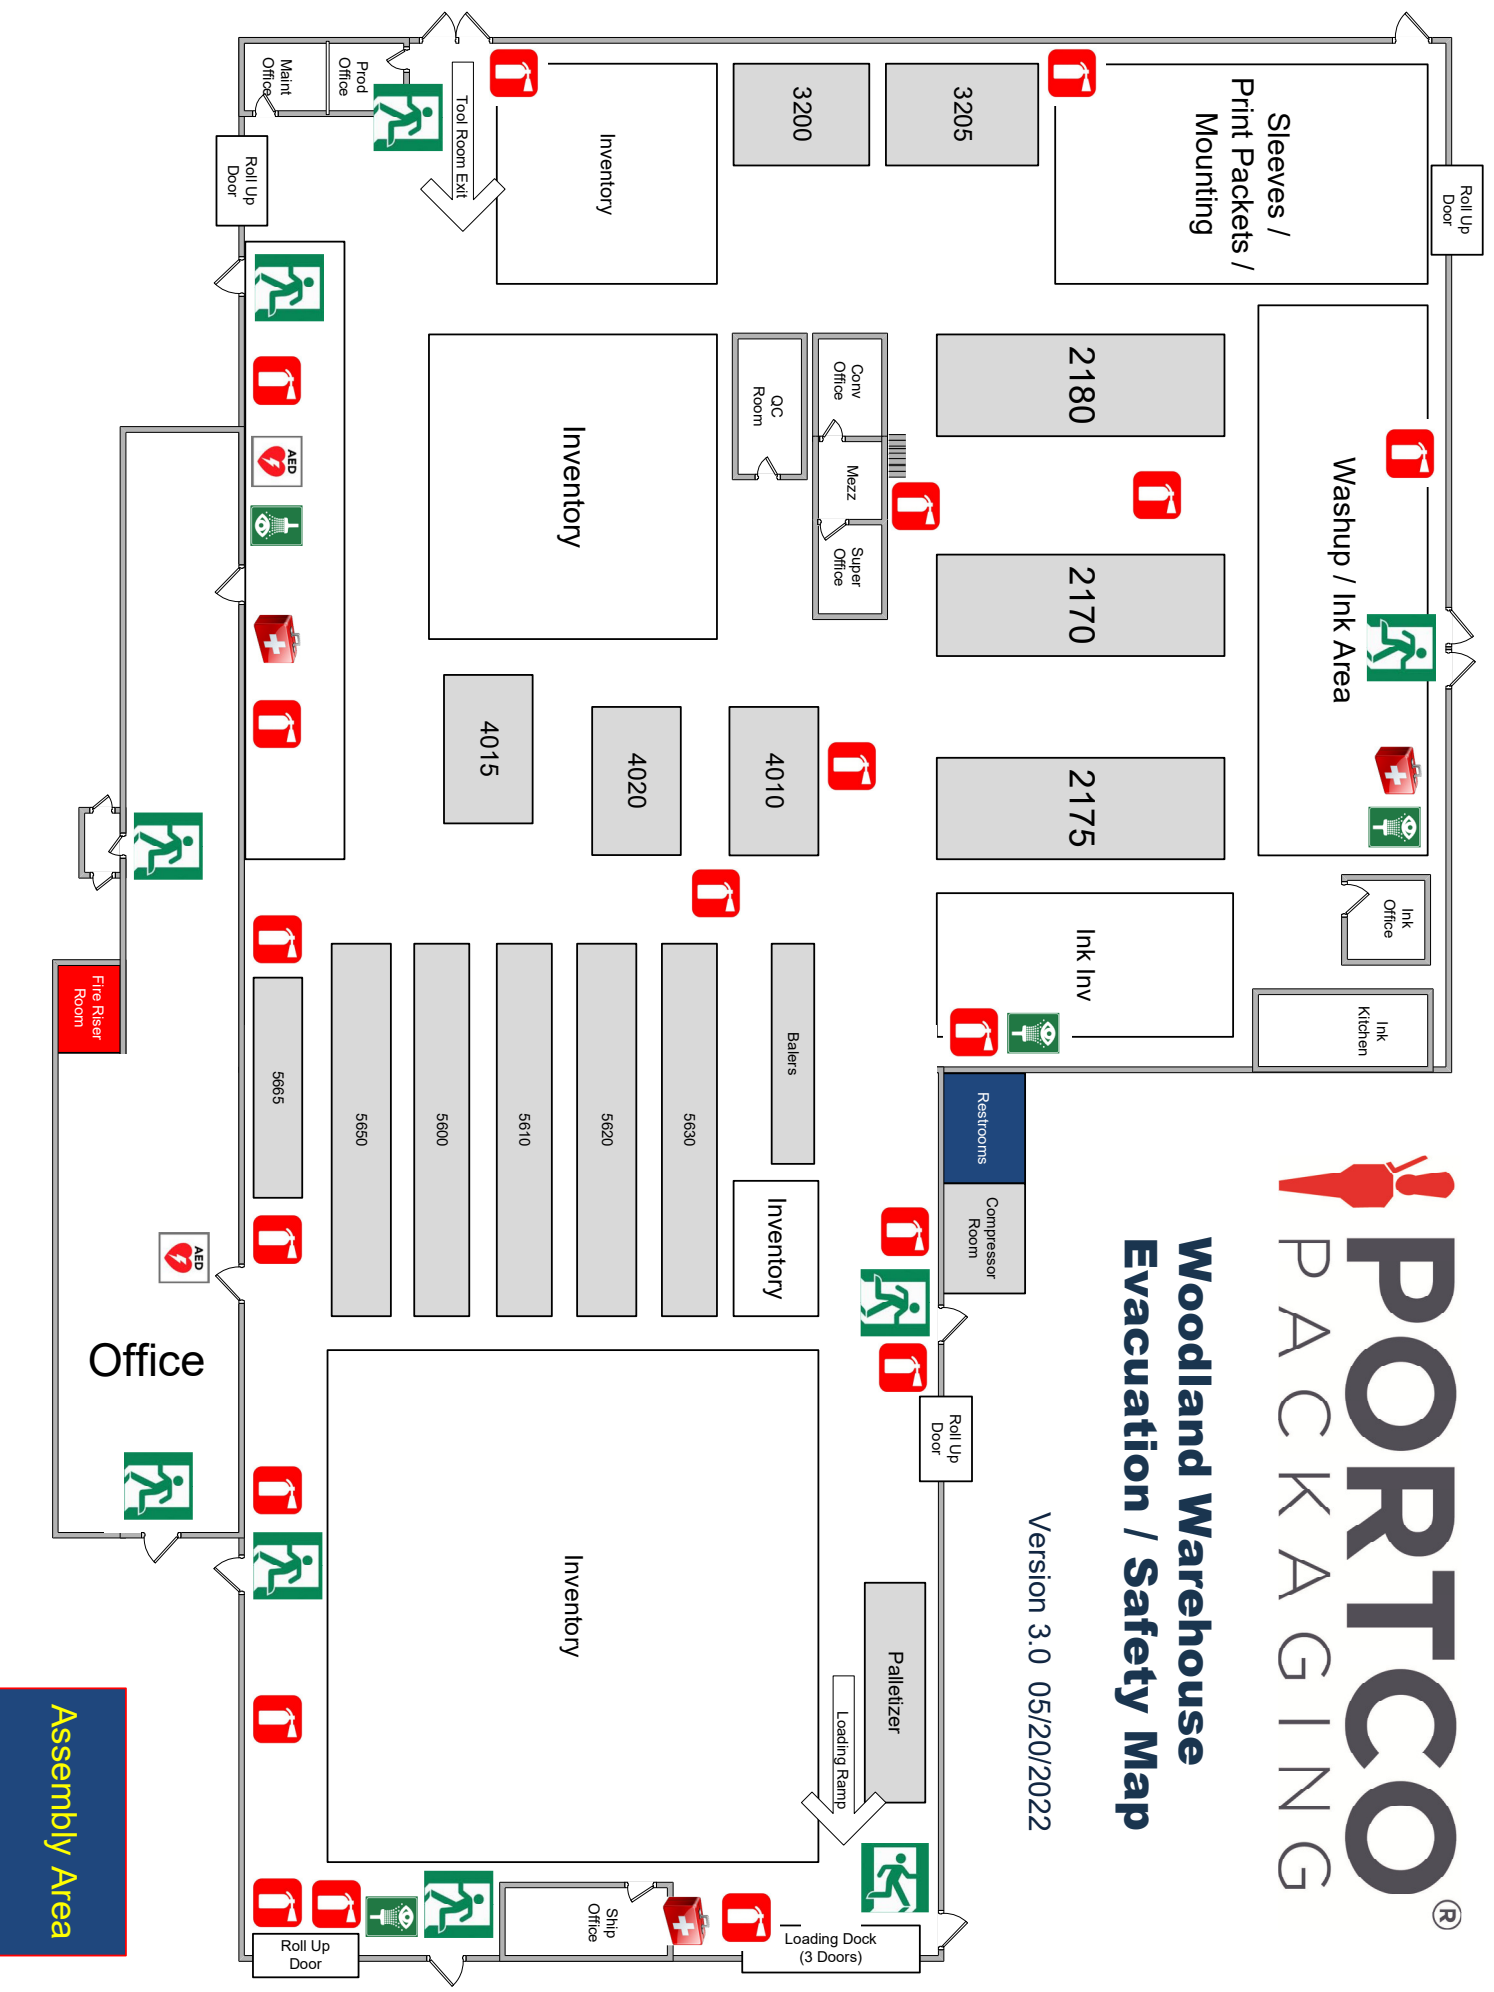 PORTCO®
PACKAGING
Woodland Warehouse
Evacuation / Safety Map
Version 3.0 05/20/2022
Maint
Office
Prod
Office
Tool Room Exit
Roll Up
Door
Inventory
3200
3205
Sleeves /
Print Packets /
Mounting
Roll Up
Door
Inventory
QC
Room
Conv
Office
Mezz
Super
Office
2180
2170
2175
Washup / Ink Area
AED
4015
4020
4010
Ink
Office
Ink
Kitchen
Ink Inv
Fire Riser
Room
5665
5650
5600
5610
5620
5630
Balers
Inventory
Restrooms
Compressor
Room
AED
Office
Roll Up
Door
Inventory
Palletizer
Loading Ramp
Ship
Office
Roll Up
Door
Loading Dock
(3 Doors)
Assembly Area